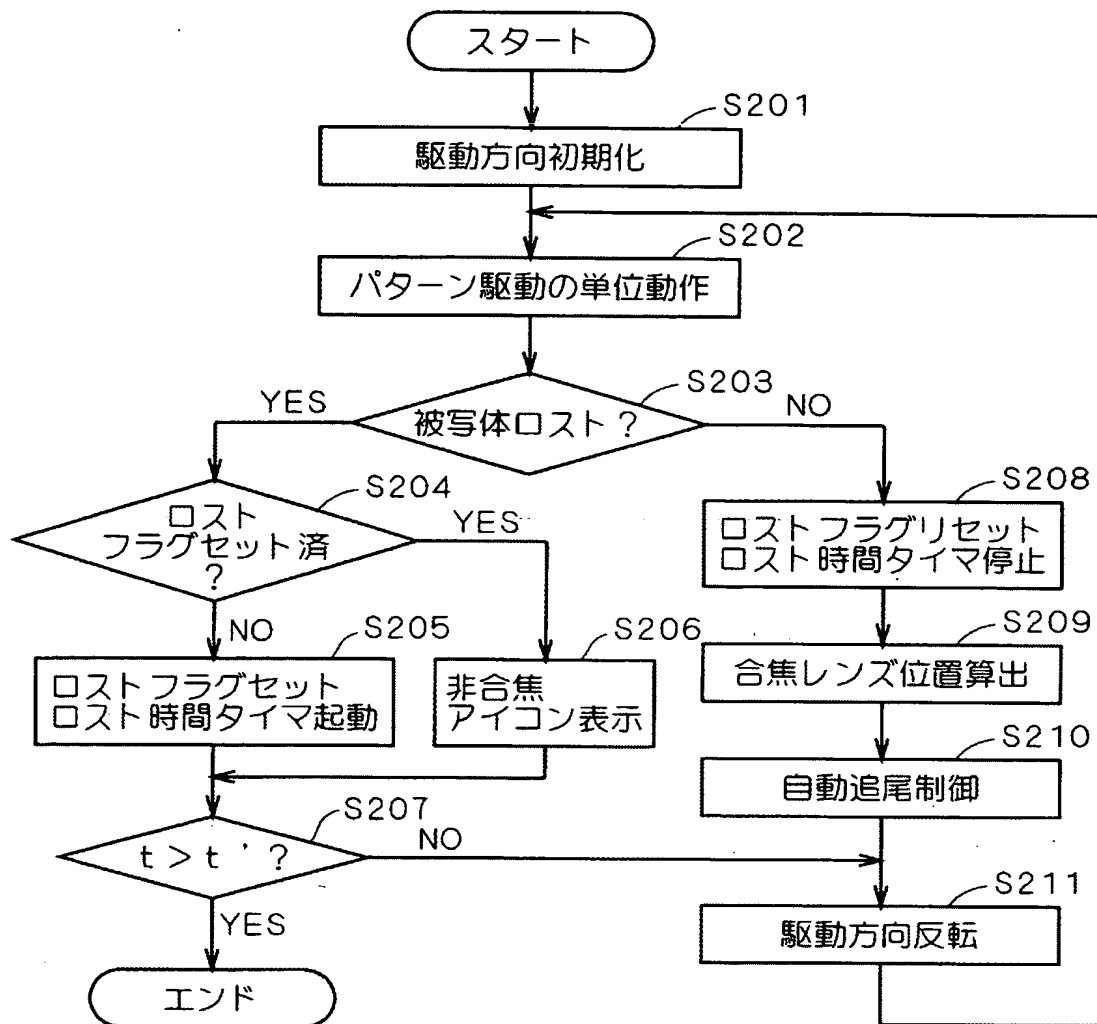 スタート
S201
駆動方向初期化
S202
パターン駆動の単位動作
S203
被写体ロスト？
YES
NO
S204
ロスト
フラグセット済
？
YES
NO
S205
ロストフラグセット
ロスト時間タイマ起動
S206
非合焦
アイコン表示
S207
t＞t'？
NO
YES
エンド
S208
ロストフラグリセット
ロスト時間タイマ停止
S209
合焦レンズ位置算出
S210
自動追尾制御
S211
駆動方向反転